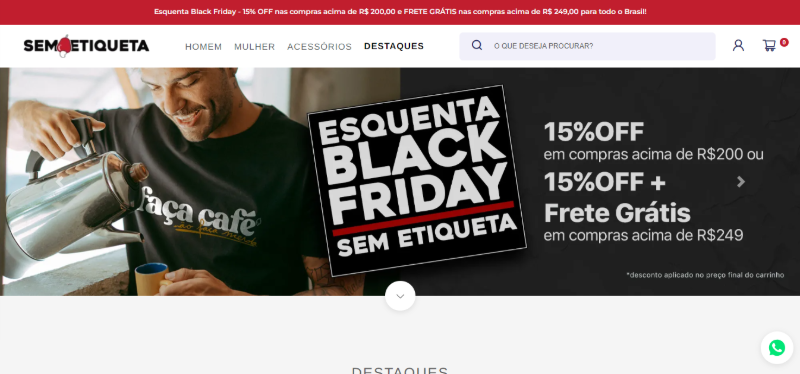 Esquenta Black Friday - 15% OFF nas compras acima de R$ 200,00 e FRETE GRÁTIS nas compras acima de R$ 249,00 para todo o Brasil!
SEM ETIQUETA
HOMEM MULHER ACESSÓRIOS DESTAQUES
O QUE DESEJA PROCURAR?
0
ESQUENTA
BLACK
FRIDAY
SEM ETIQUETA
15%OFF
em compras acima de R$200 ou
15%OFF +
Frete Grátis
em compras acima de R$249
*desconto aplicado no preço final do carrinho
faça café
DESTAQUES